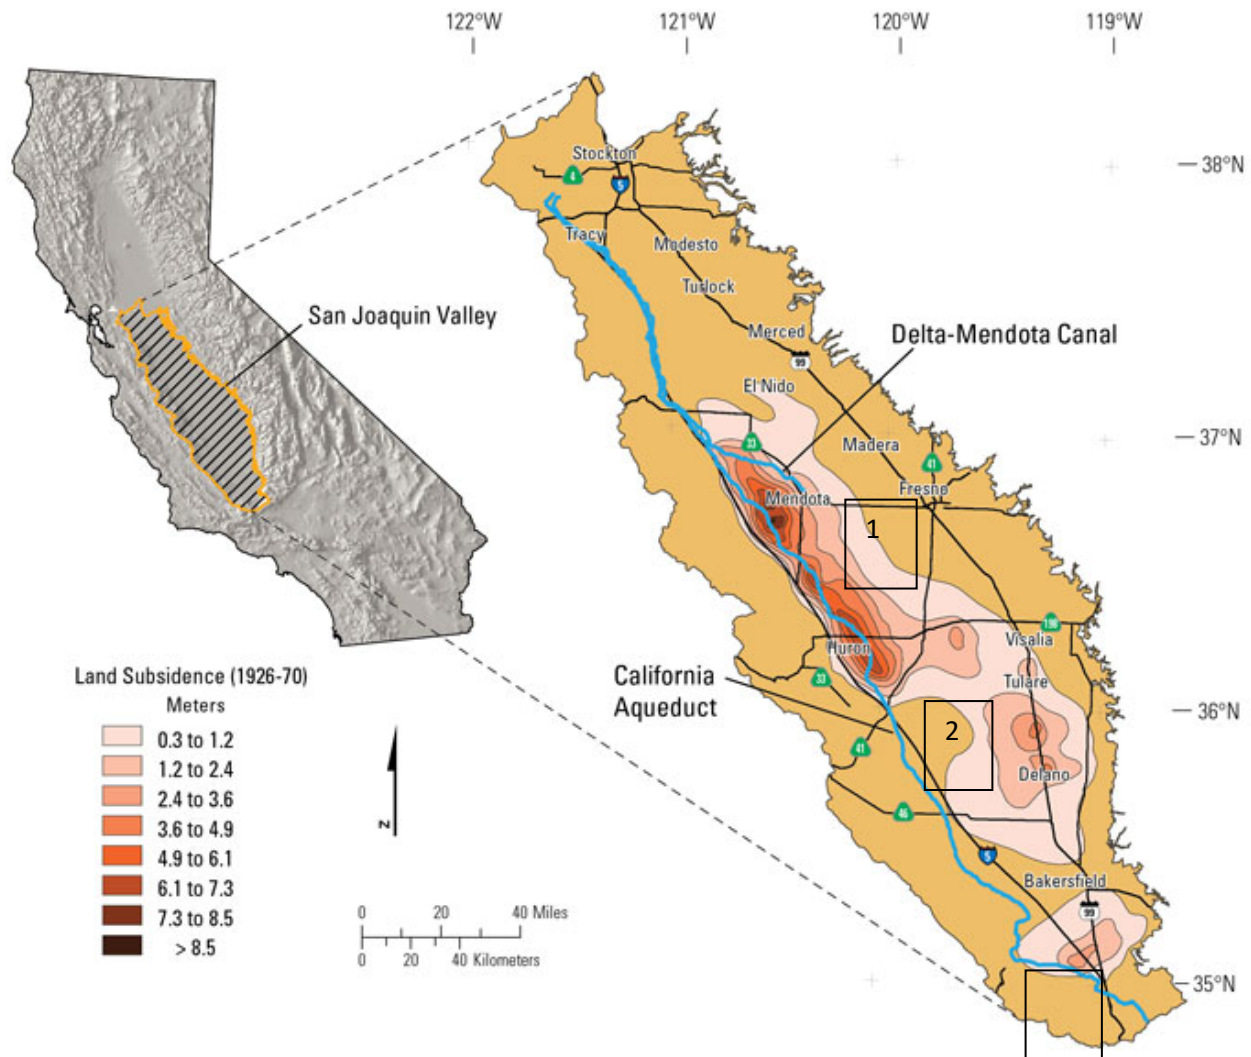 122°W 121°W 120°W 119°W
Stockton
4
5
38°N
Tracy
Modesto
Turlock
San Joaquin Valley
Merced
Delta-Mendota Canal
99
El Nido
37°N
33
Madera
41
Fresno
Mendota
1
198
Visalia
Huron
Land Subsidence (1926-70)
Meters
0.3 to 1.2
1.2 to 2.4
2.4 to 3.6
3.6 to 4.9
4.9 to 6.1
6.1 to 7.3
7.3 to 8.5
> 8.5
California
Aqueduct
33
Tulare
36°N
2
41
Delano
N
46
5
Bakersfield
99
0 20 40 Miles
0 20 40 Kilometers
35°N